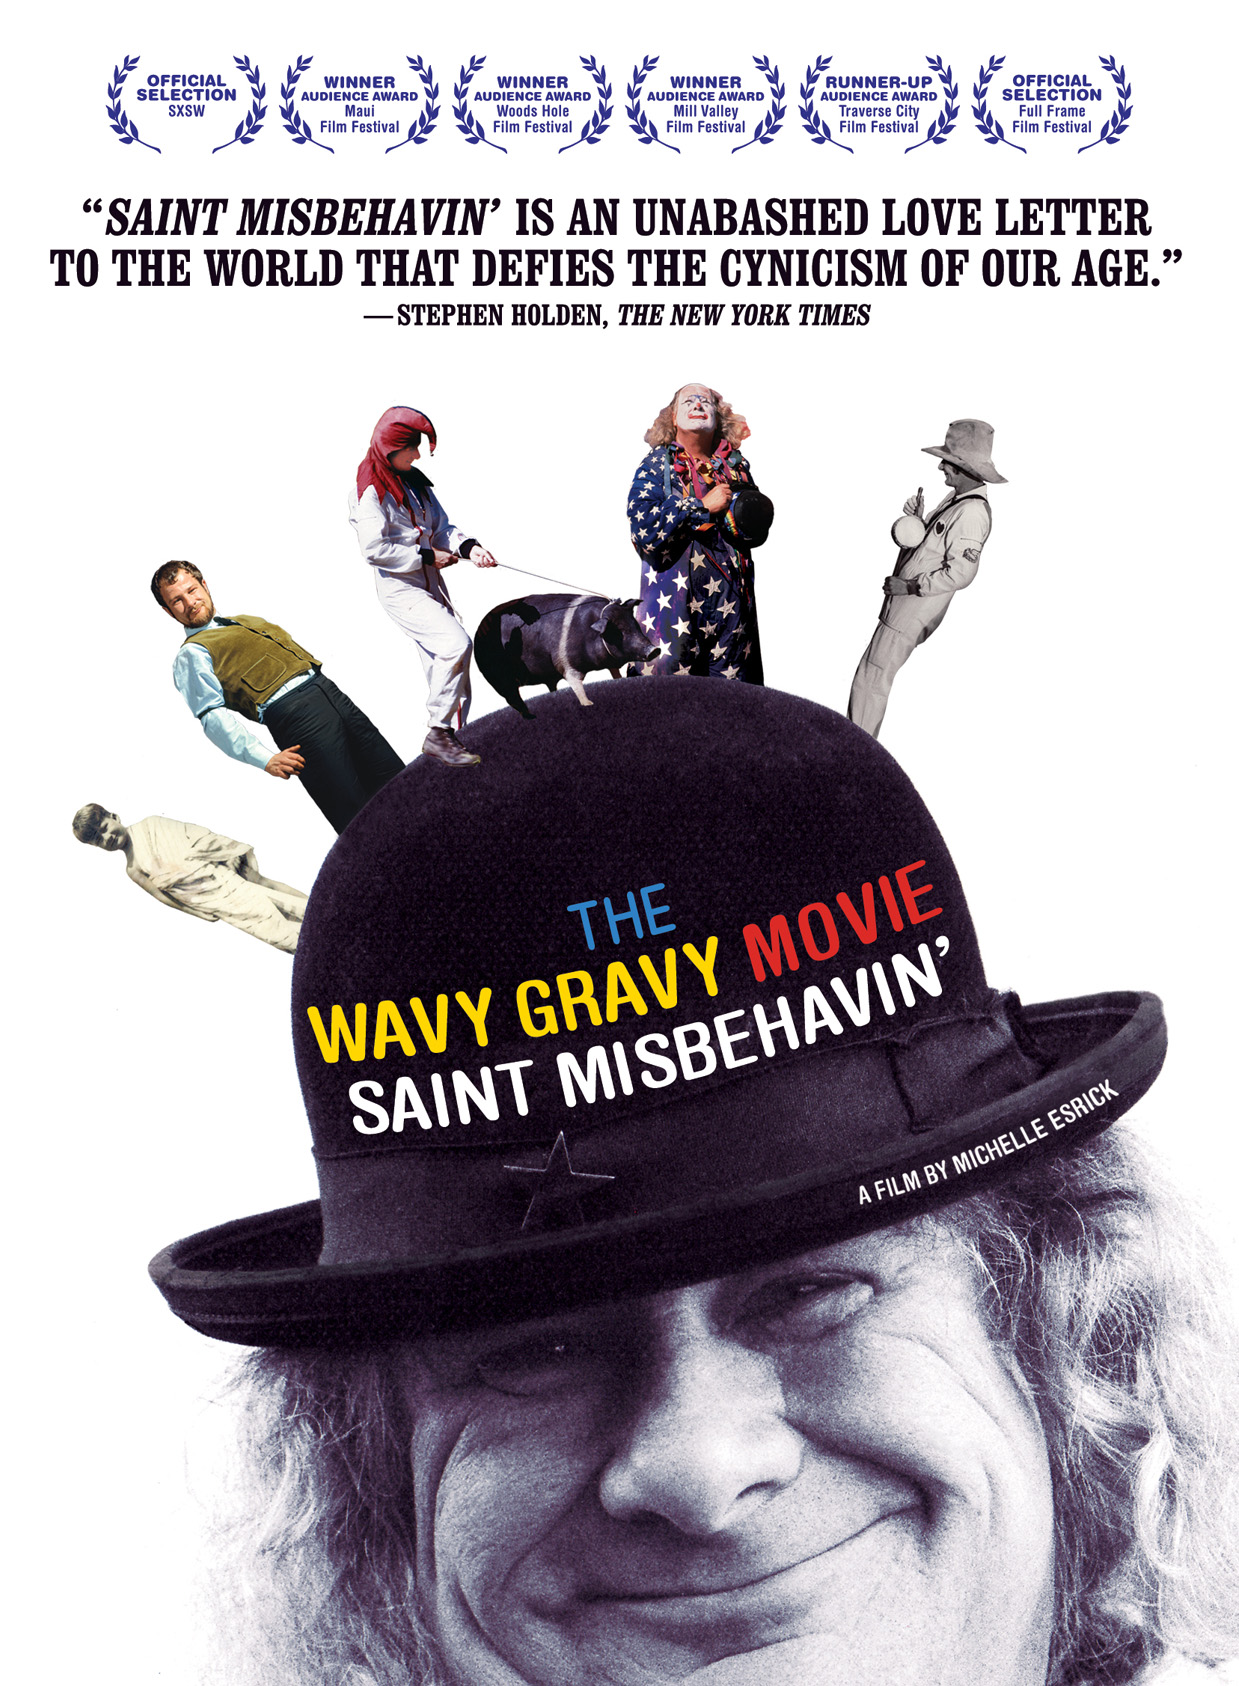 OFFICIAL
SELECTION
SXSW
WINNER
AUDIENCE AWARD
Maui
Film Festival
WINNER
AUDIENCE AWARD
Woods Hole
Film Festival
WINNER
AUDIENCE AWARD
Mill Valley
Film Festival
RUNNER-UP
AUDIENCE AWARD
Traverse City
Film Festival
OFFICIAL
SELECTION
Full Frame
Film Festival
“SAINT MISBEHAVIN’ IS AN UNABASHED LOVE LETTER
TO THE WORLD THAT DEFIES THE CYNICISM OF OUR AGE.”
—STEPHEN HOLDEN, THE NEW YORK TIMES
THE
WAVY GRAVY MOVIE
SAINT MISBEHAVIN’
A FILM BY MICHELLE ESRICK